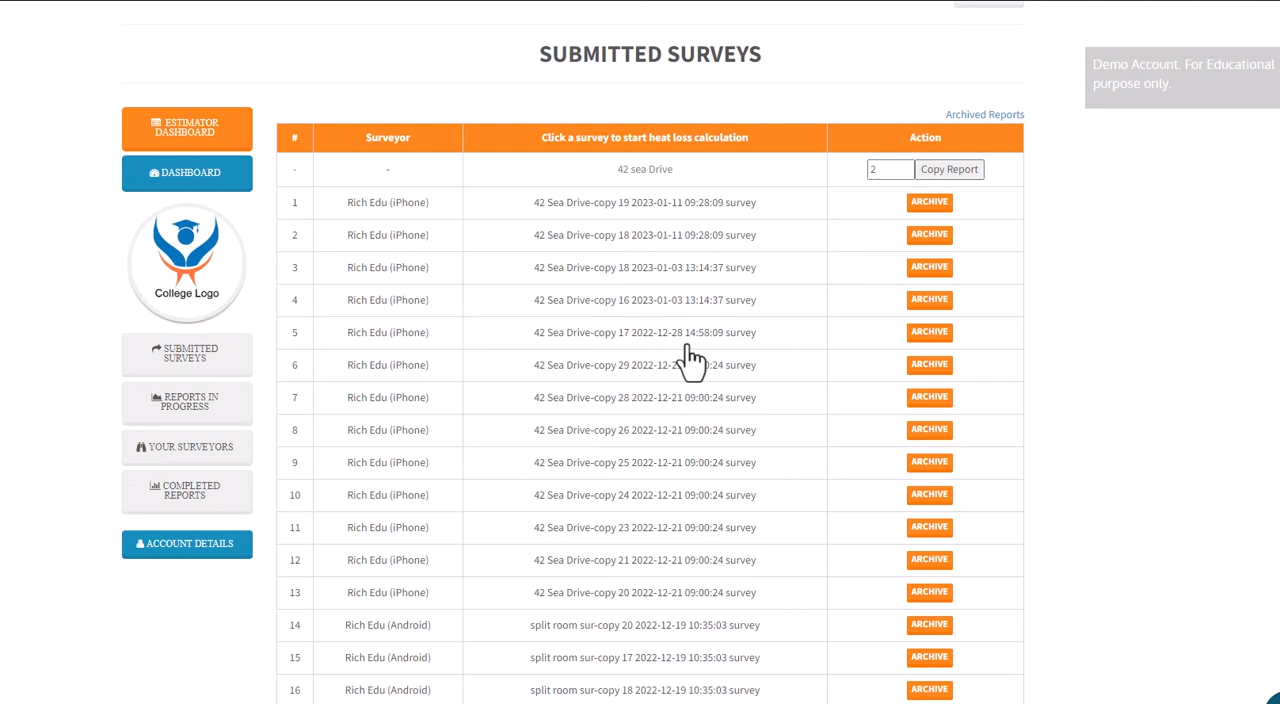 SUBMITTED SURVEYS
Demo Account. For Educational
purpose only.
ESTIMATOR
DASHBOARD
DASHBOARD
College Logo
SUBMITTED
SURVEYS
REPORTS IN
PROGRESS
YOUR SURVEYORS
COMPLETED
REPORTS
ACCOUNT DETAILS
Archived Reports
# Surveyor Click a survey to start heat loss calculation Action
- - 42 sea Drive 2 Copy Report
1 Rich Edu (iPhone) 42 Sea Drive-copy 19 2023-01-11 09:28:09 survey ARCHIVE
2 Rich Edu (iPhone) 42 Sea Drive-copy 18 2023-01-11 09:28:09 survey ARCHIVE
3 Rich Edu (iPhone) 42 Sea Drive-copy 18 2023-01-03 13:14:37 survey ARCHIVE
4 Rich Edu (iPhone) 42 Sea Drive-copy 16 2023-01-03 13:14:37 survey ARCHIVE
5 Rich Edu (iPhone) 42 Sea Drive-copy 17 2022-12-28 14:58:09 survey ARCHIVE
6 Rich Edu (iPhone) 42 Sea Drive-copy 29 survey ARCHIVE
7 Rich Edu (iPhone) 42 Sea Drive-copy 28 2022-12-21 09:00:24 survey ARCHIVE
8 Rich Edu (iPhone) 42 Sea Drive-copy 26 2022-12-21 09:00:24 survey ARCHIVE
9 Rich Edu (iPhone) 42 Sea Drive-copy 25 2022-12-21 09:00:24 survey ARCHIVE
10 Rich Edu (iPhone) 42 Sea Drive-copy 24 2022-12-21 09:00:24 survey ARCHIVE
11 Rich Edu (iPhone) 42 Sea Drive-copy 23 2022-12-21 09:00:24 survey ARCHIVE
12 Rich Edu (iPhone) 42 Sea Drive-copy 21 2022-12-21 09:00:24 survey ARCHIVE
13 Rich Edu (iPhone) 42 Sea Drive-copy 20 2022-12-21 09:00:24 survey ARCHIVE
14 Rich Edu (Android) split room sur-copy 20 2022-12-19 10:35:03 survey ARCHIVE
15 Rich Edu (Android) split room sur-copy 17 2022-12-19 10:35:03 survey ARCHIVE
16 Rich Edu (Android) split room sur-copy 18 2022-12-19 10:35:03 survey ARCHIVE